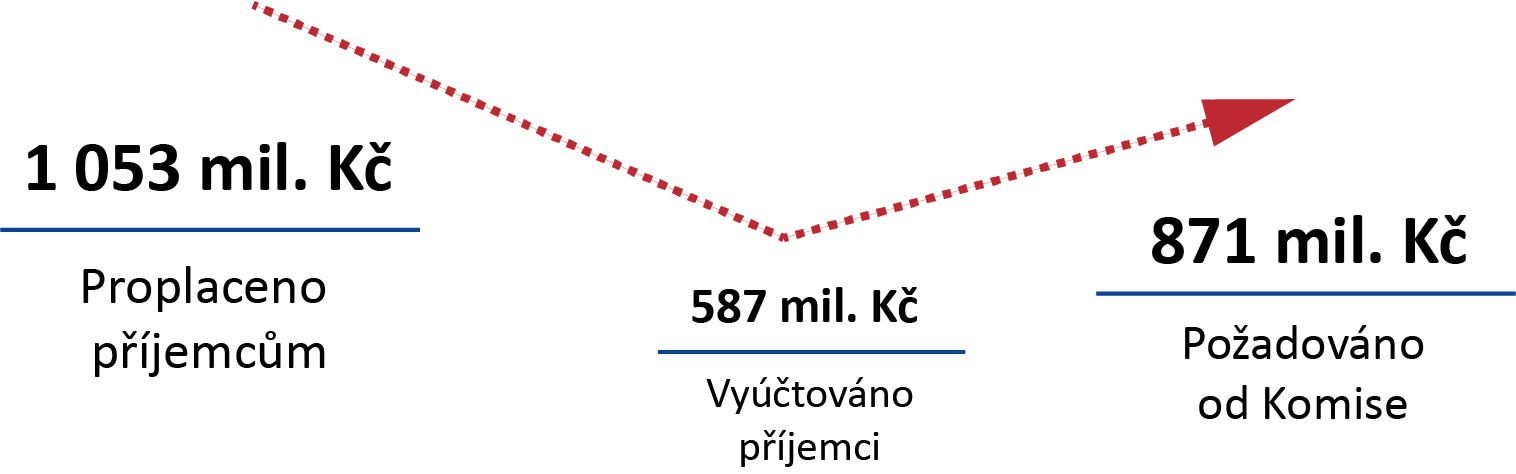 1 053 mil. Kč
Proplaceno
příjemcům
587 mil. Kč
Vyúčtováno
příjemci
871 mil. Kč
Požadováno
od Komise